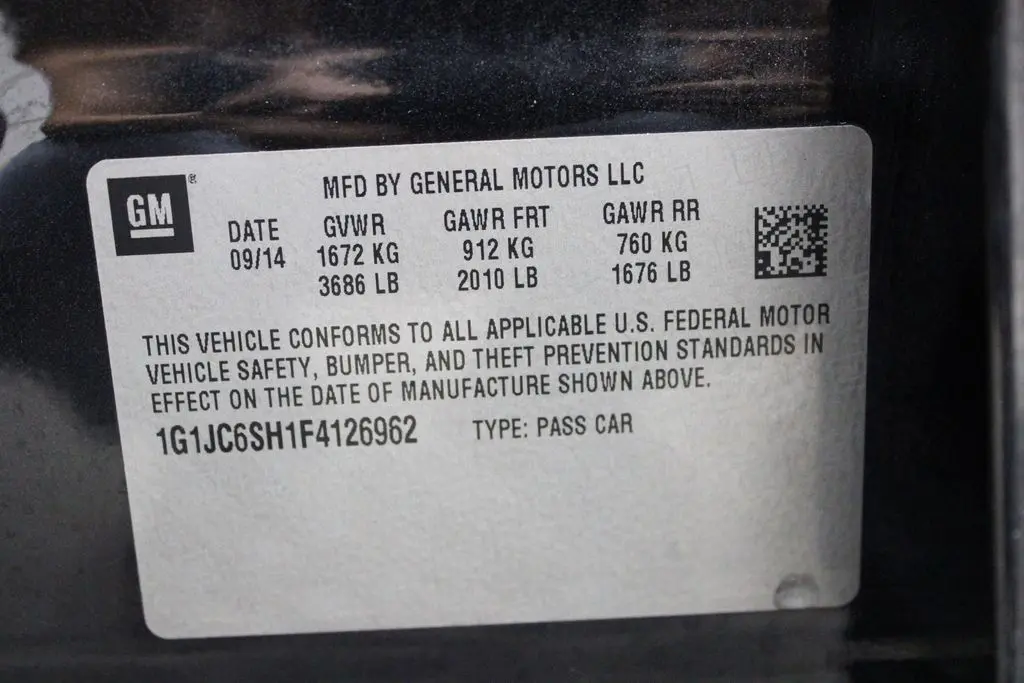 GM ®
MFD BY GENERAL MOTORS LLC
DATE GVWR GAWR FRT GAWR RR
09/14 1672 KG 912 KG 760 KG
3686 LB 2010 LB 1676 LB
THIS VEHICLE CONFORMS TO ALL APPLICABLE U.S. FEDERAL MOTOR
VEHICLE SAFETY, BUMPER, AND THEFT PREVENTION STANDARDS IN
EFFECT ON THE DATE OF MANUFACTURE SHOWN ABOVE.
1G1JC6SH1F4126962 TYPE: PASS CAR